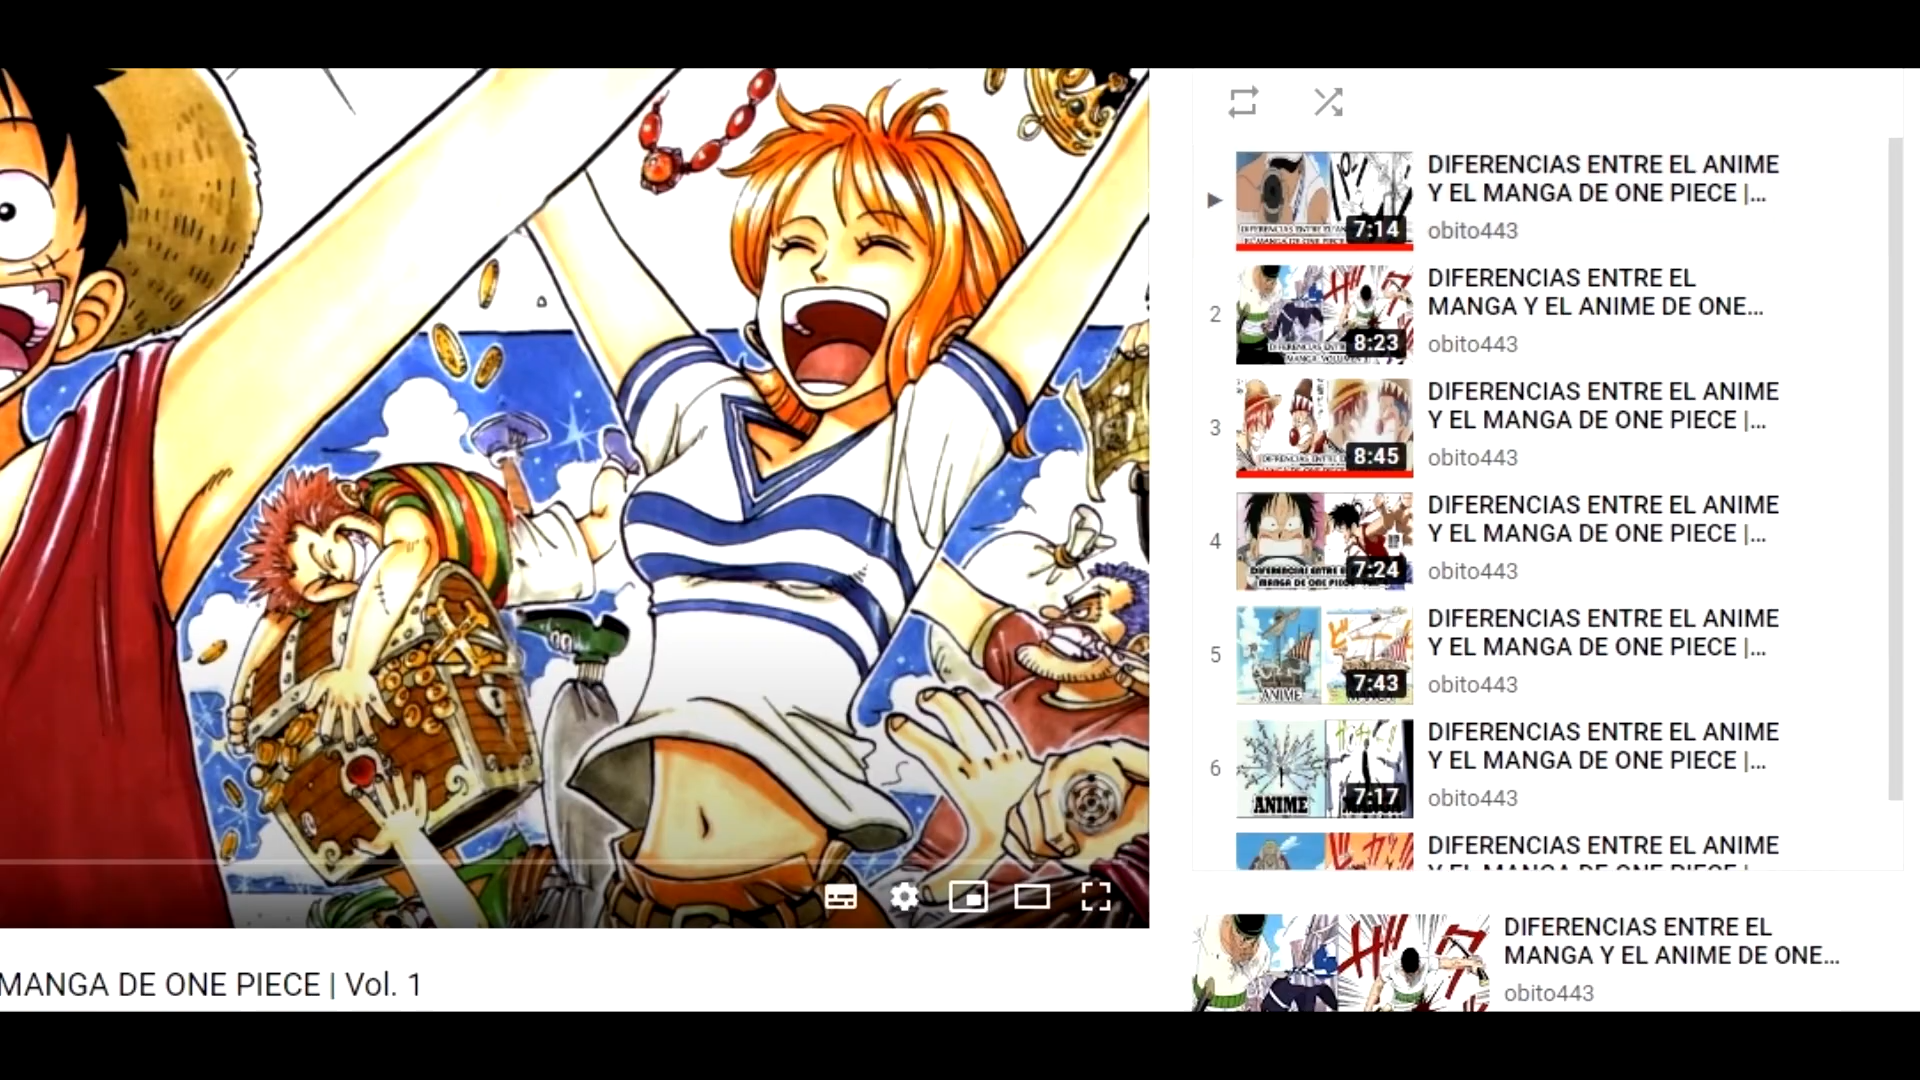 DIFERENCIAS ENTRE EL ANIME
Y EL MANGA DE ONE PIECE |...
7:14
obito443
2
DIFERENCIAS ENTRE EL
MANGA Y EL ANIME DE ONE...
8:23
obito443
3
DIFERENCIAS ENTRE EL ANIME
Y EL MANGA DE ONE PIECE |...
8:45
obito443
4
DIFERENCIAS ENTRE EL ANIME
Y EL MANGA DE ONE PIECE |...
7:24
obito443
5
DIFERENCIAS ENTRE EL ANIME
Y EL MANGA DE ONE PIECE |...
ANIME
7:43
obito443
6
DIFERENCIAS ENTRE EL ANIME
Y EL MANGA DE ONE PIECE |...
ANIME
7:17
obito443
DIFERENCIAS ENTRE EL ANIME
Y EL MANGA DE ONE PIECE |...
DIFERENCIAS ENTRE EL
MANGA Y EL ANIME DE ONE...
obito443
MANGA DE ONE PIECE | Vol. 1